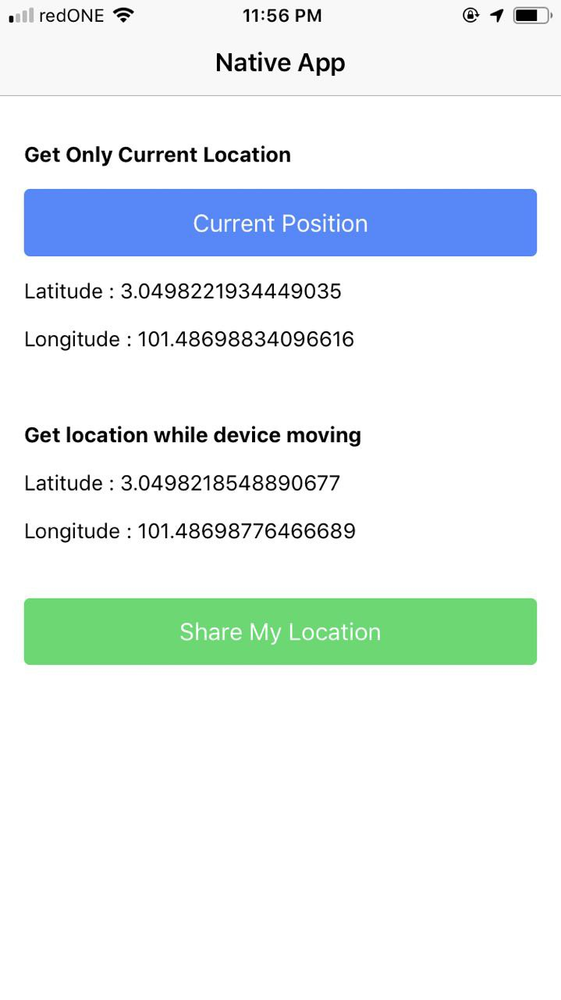 redONE 11:56 PM
Native App
Get Only Current Location
Current Position
Latitude : 3.0498221934449035
Longitude : 101.48698834096616
Get location while device moving
Latitude : 3.0498218548890677
Longitude : 101.48698776466689
Share My Location